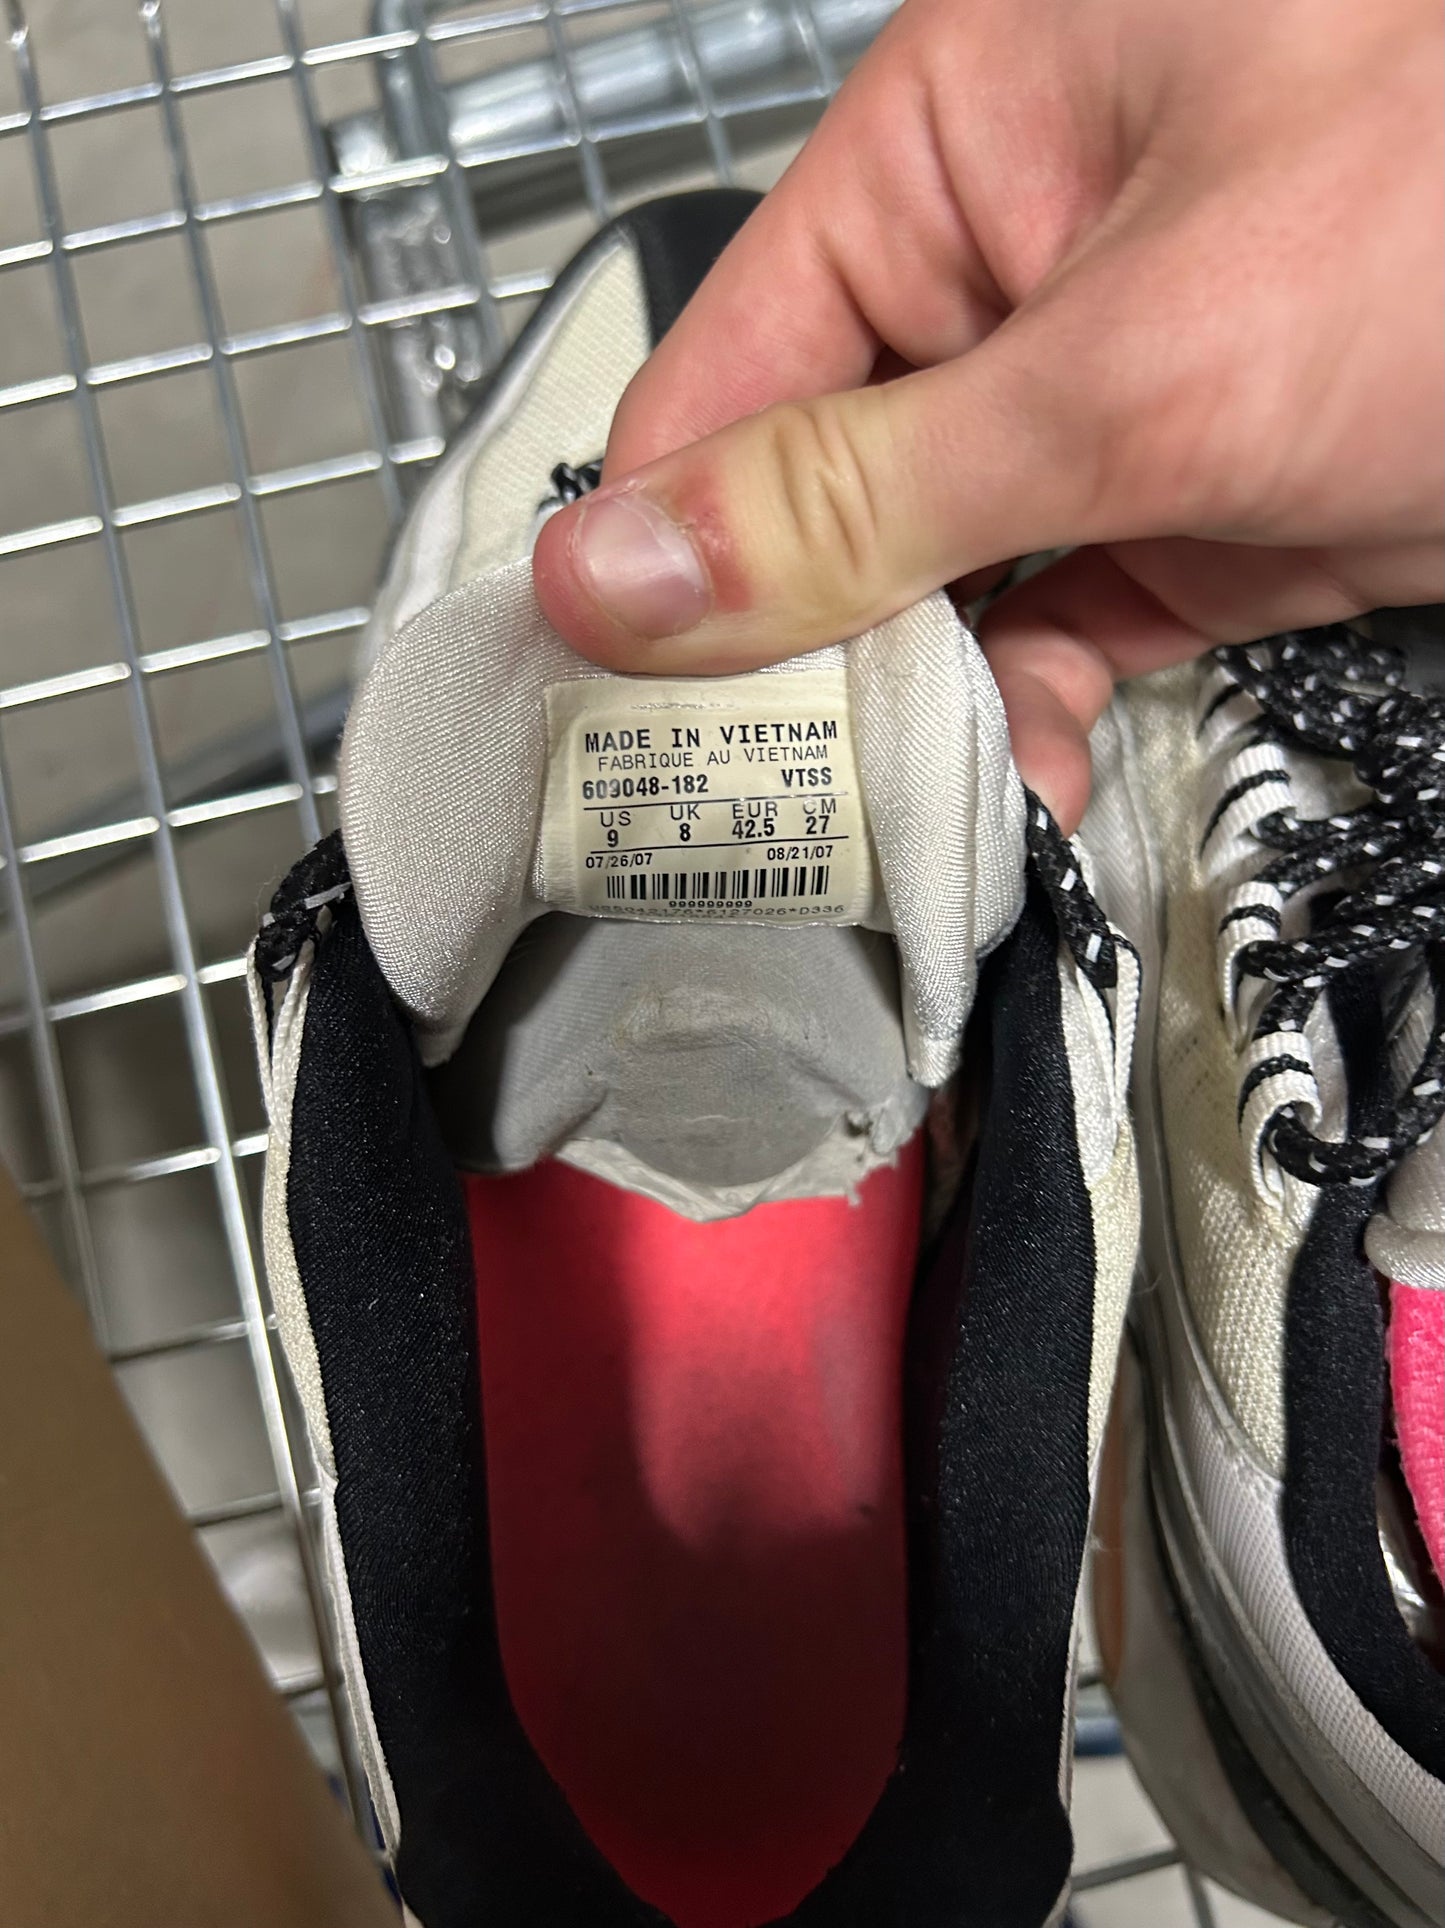 MADE IN VIETNAM
FABRIQUE AU VIETNAM
609048-182 VTSS
US UK EUR CM
9 8 42.5 27
07/26/07 08/21/07
999999999